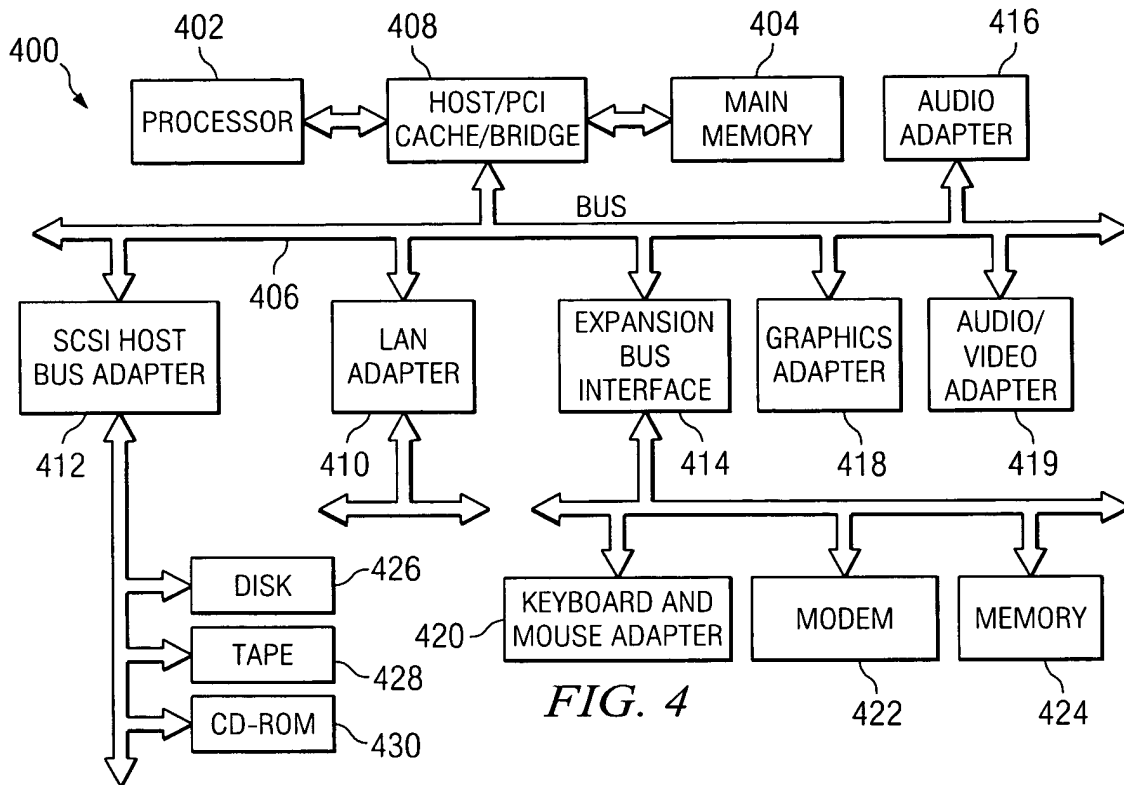 400
402
408
404
416
PROCESSOR
HOST/PCI
CACHE/BRIDGE
MAIN
MEMORY
AUDIO
ADAPTER
BUS
406
SCSI HOST
BUS ADAPTER
LAN
ADAPTER
EXPANSION
BUS
INTERFACE
GRAPHICS
ADAPTER
AUDIO/
VIDEO
ADAPTER
412
410
414
418
419
DISK
426
TAPE
428
CD-ROM
430
420
KEYBOARD AND
MOUSE ADAPTER
MODEM
MEMORY
422
424
FIG. 4